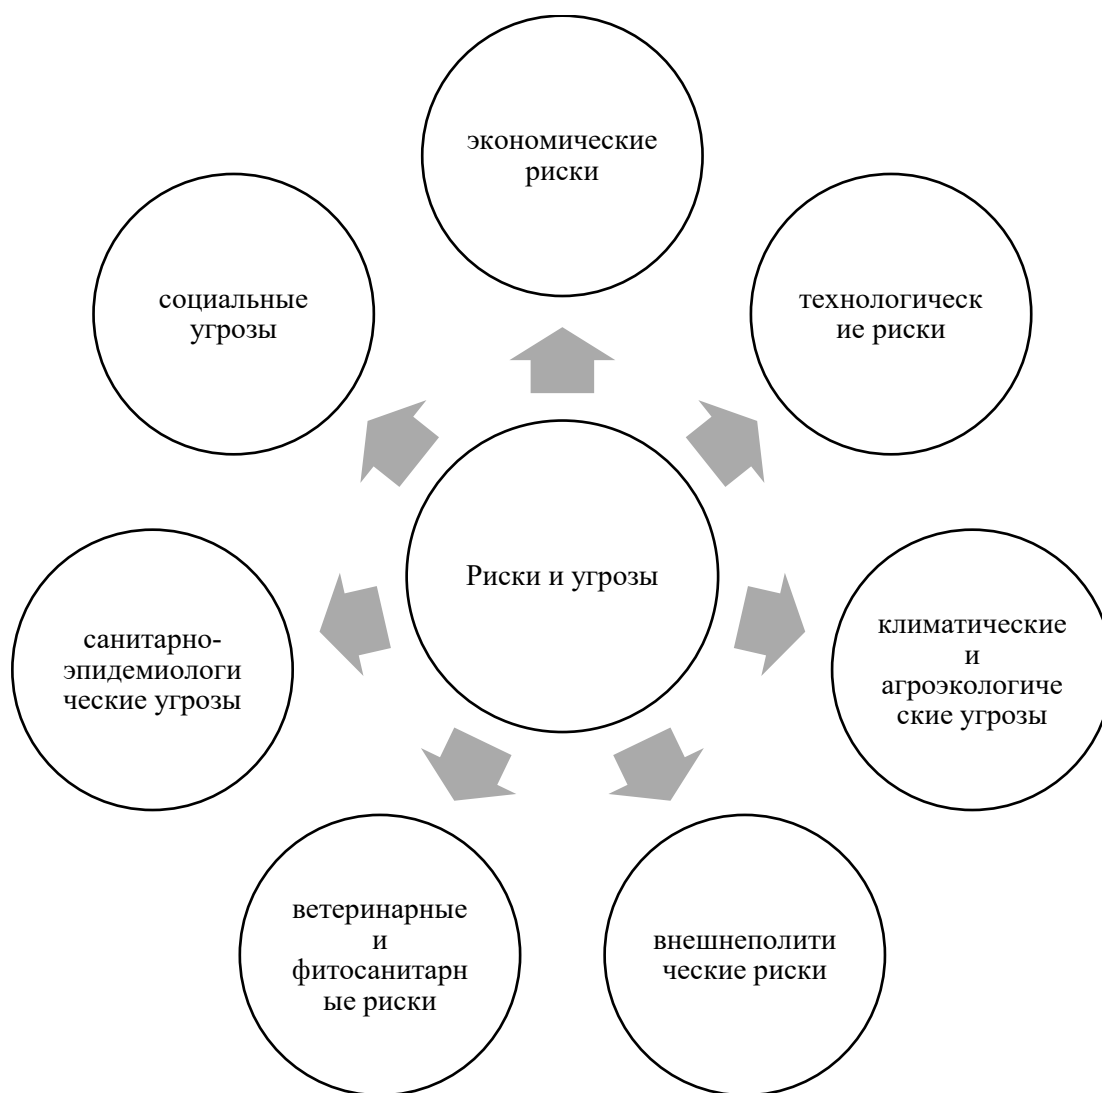 экономические
риски
технологическ
ие риски
климатические
и
агроэкологиче
ские угрозы
внешнеполити
ческие риски
ветеринарные
и
фитосанитарн
ые риски
санитарно-
эпидемиологи
ческие угрозы
социальные
угрозы
Риски и угрозы